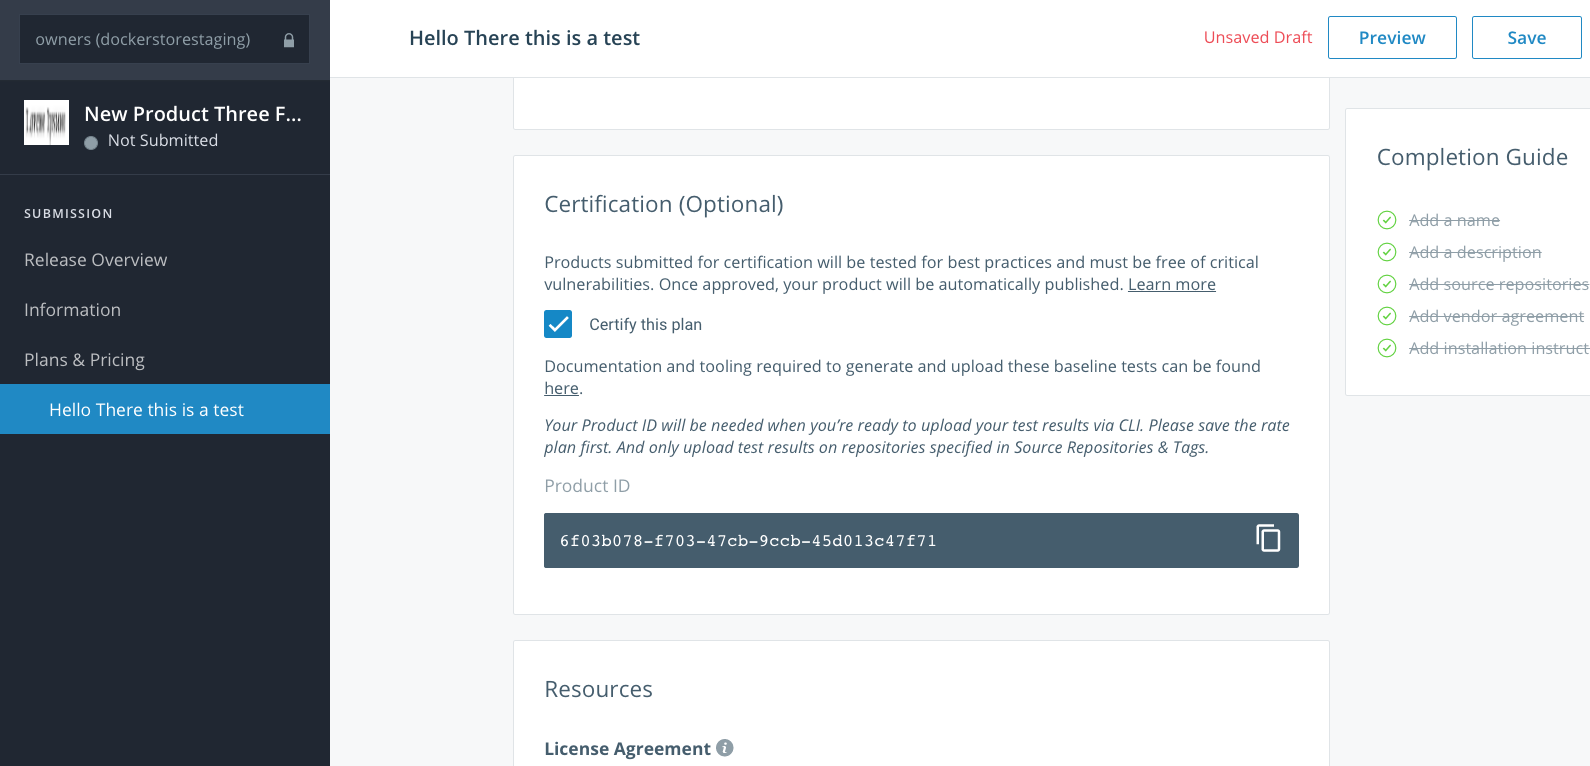 owners (dockerstorestaging)
Hello There this is a test
Unsaved Draft
Preview
Save
New Product Three F...
Not Submitted
SUBMISSION
Release Overview
Information
Plans & Pricing
Hello There this is a test
Certification (Optional)
Products submitted for certification will be tested for best practices and must be free of critical
vulnerabilities. Once approved, your product will be automatically published. Learn more
Certify this plan
Documentation and tooling required to generate and upload these baseline tests can be found
here.
Your Product ID will be needed when you’re ready to upload your test results via CLI. Please save the rate
plan first. And only upload test results on repositories specified in Source Repositories & Tags.
Product ID
6f03b078-f703-47cb-9ccb-45d013c47f71
Resources
License Agreement
Completion Guide
Add a name
Add a description
Add source repositories
Add vendor agreement
Add installation instruct